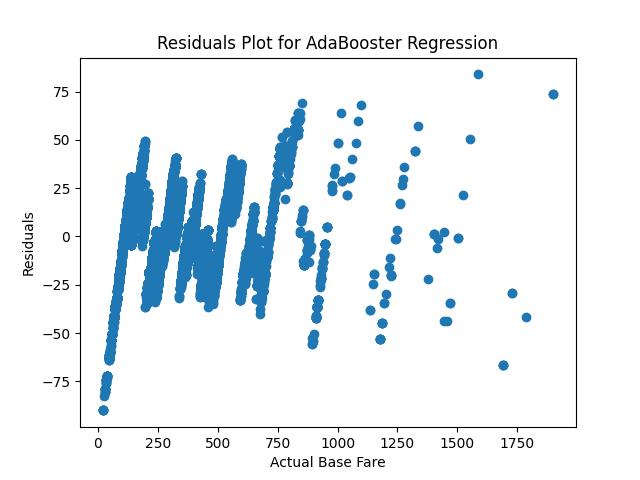 Residuals Plot for AdaBooster Regression
75
50
25
0
−25
−50
−75
Residuals
0 250 500 750 1000 1250 1500 1750
Actual Base Fare